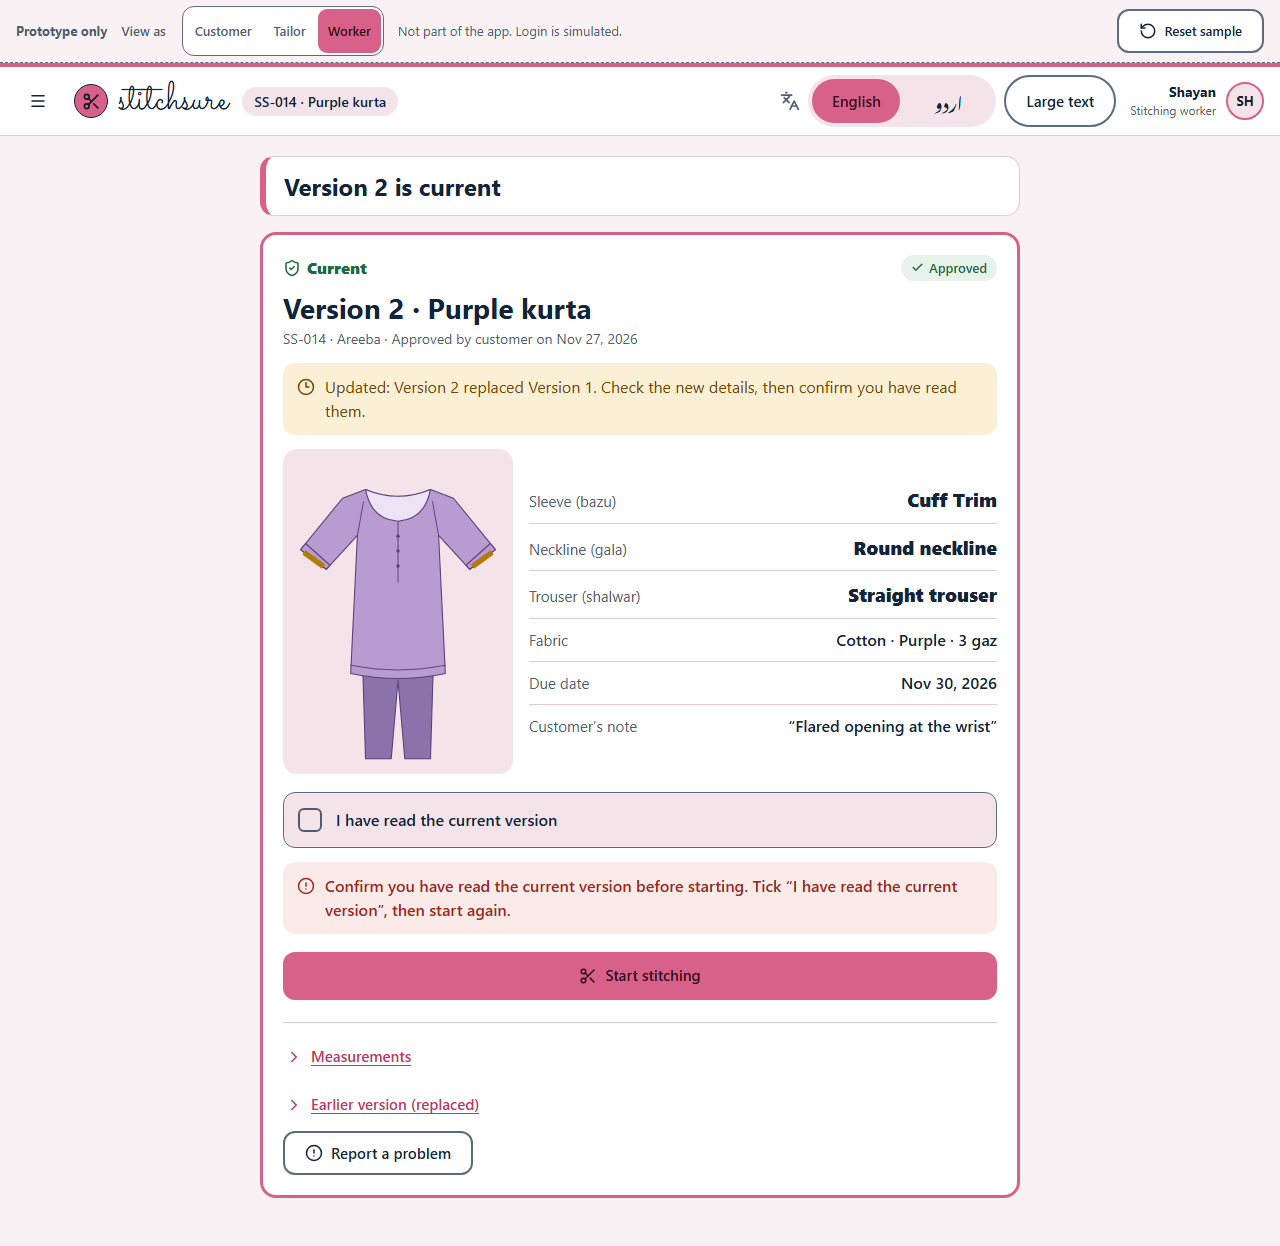 Prototype only View as Customer Tailor Worker Not part of the app. Login is simulated. Reset sample
stitchsure SS-014 · Purple kurta English اردو Large text Shayan
Stitching worker SH
Version 2 is current
Current Approved
Version 2 · Purple kurta
SS-014 · Areeba · Approved by customer on Nov 27, 2026
Updated: Version 2 replaced Version 1. Check the new details, then confirm you have read
them.
Sleeve (bazu) Cuff Trim
Neckline (gala) Round neckline
Trouser (shalwar) Straight trouser
Fabric Cotton · Purple · 3 gaz
Due date Nov 30, 2026
Customer’s note “Flared opening at the wrist”
I have read the current version
Confirm you have read the current version before starting. Tick “I have read the current
version”, then start again.
Start stitching
Measurements
Earlier version (replaced)
Report a problem